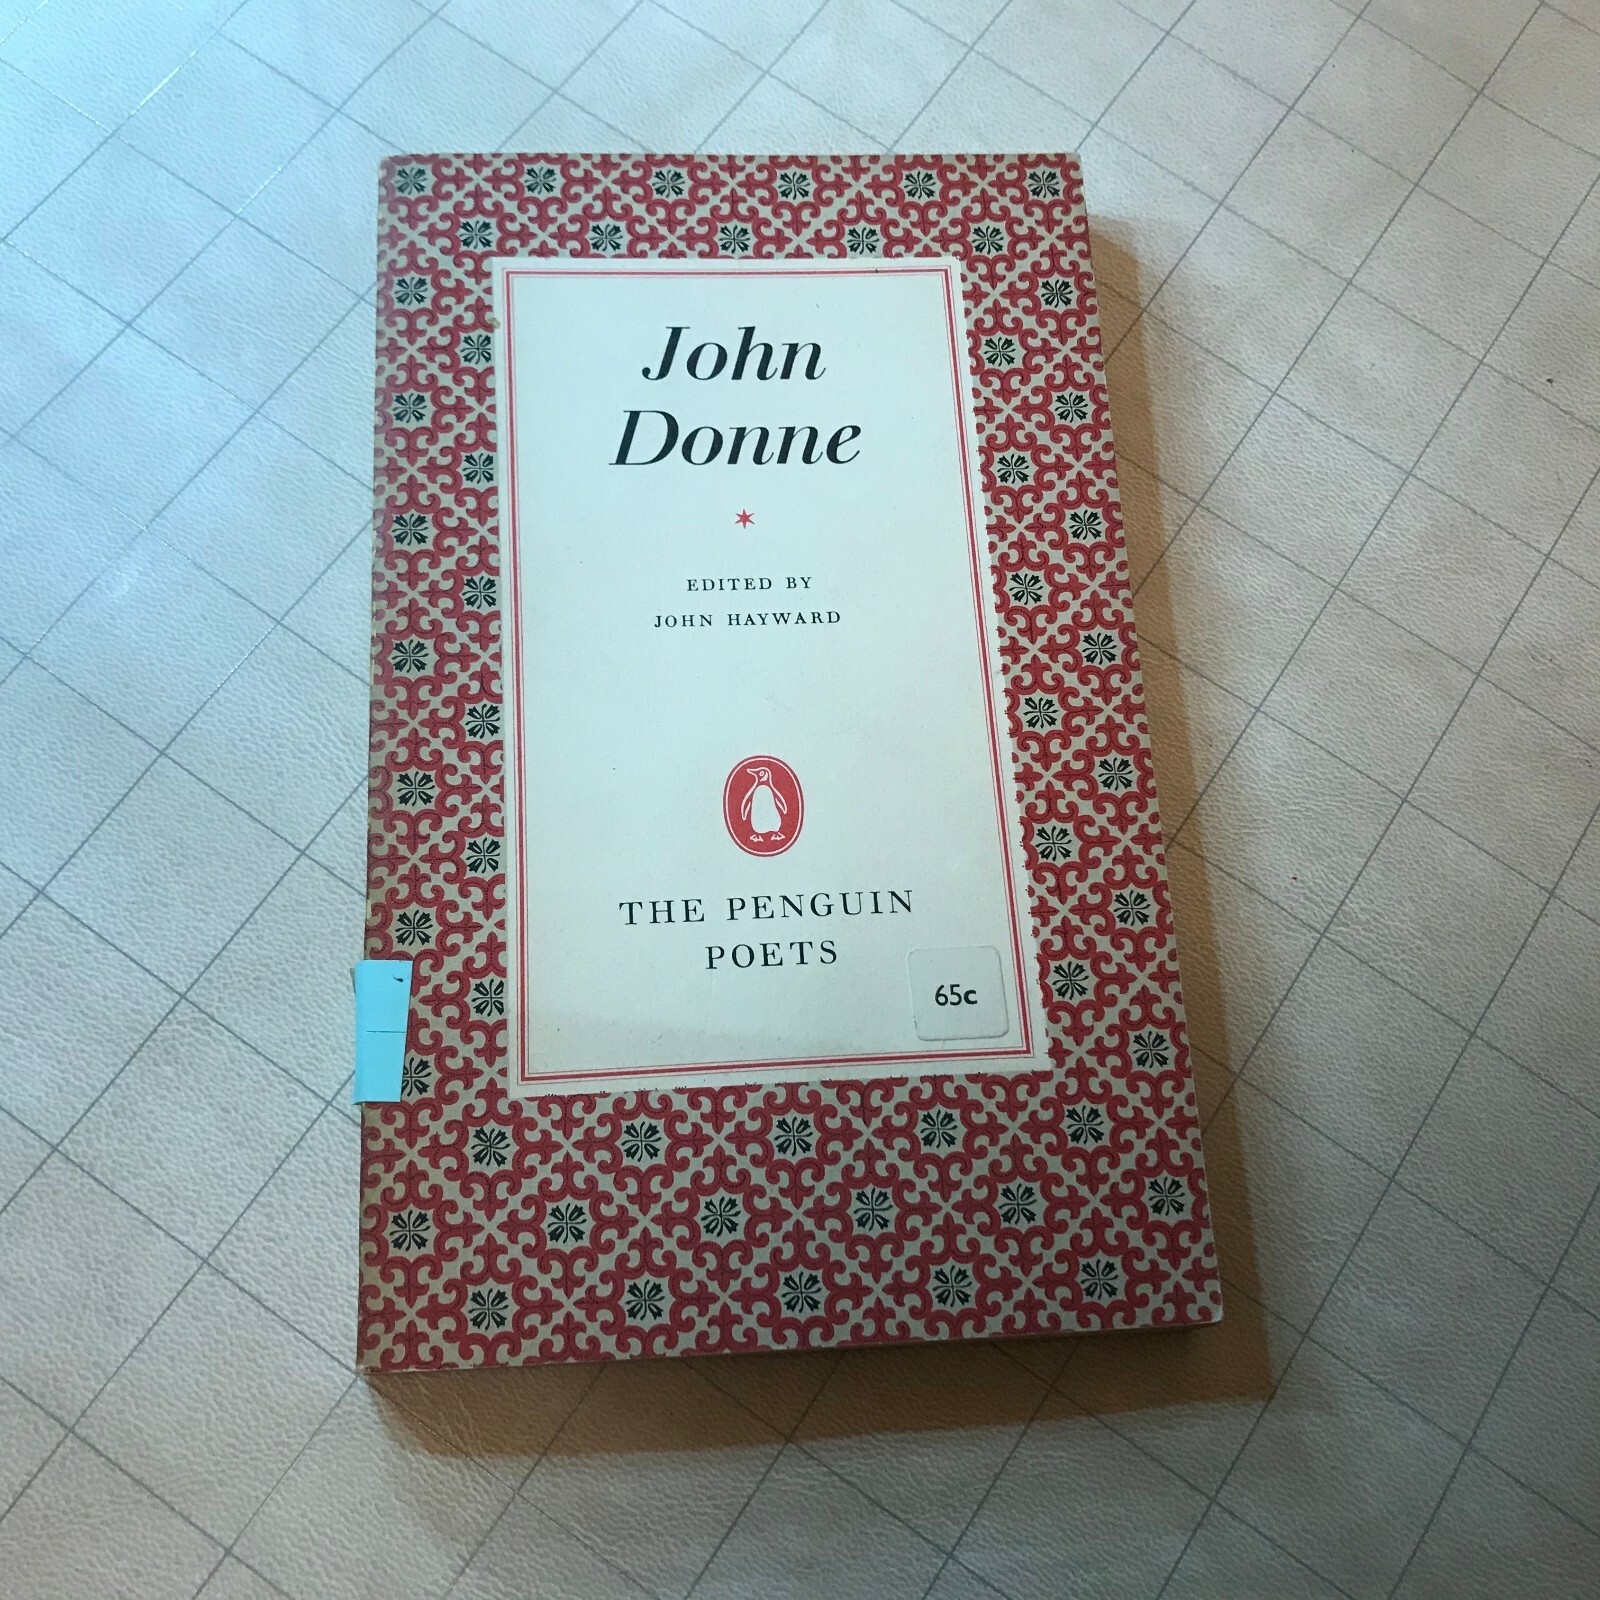 John
Donne
EDITED BY
JOHN HAYWARD
THE PENGUIN
POETS
65c